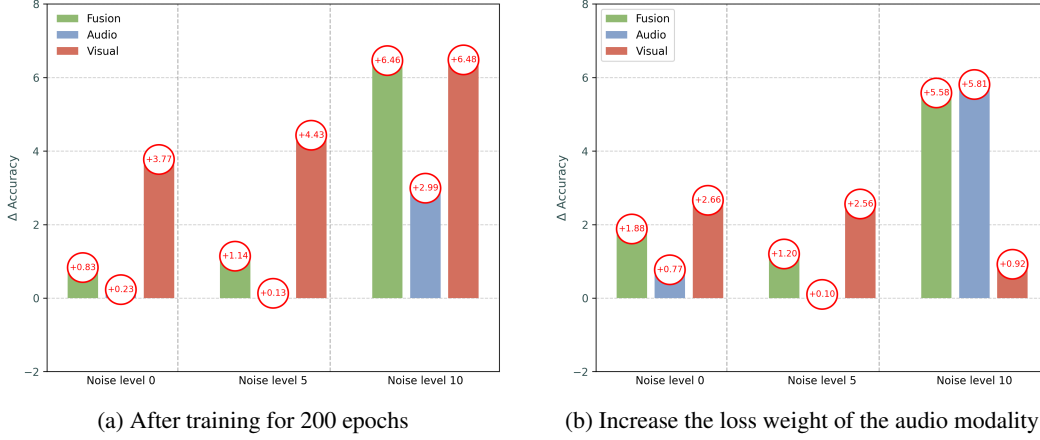 8
6
4
2
0
−2
Δ Accuracy
Fusion
Audio
Visual
+0.83
+0.23
+3.77
+1.14
+0.13
+4.43
+6.46
+2.99
+6.48
Noise level 0
Noise level 5
Noise level 10
(a) After training for 200 epochs
8
6
4
2
0
−2
Δ Accuracy
Fusion
Audio
Visual
+1.88
+0.77
+2.66
+1.20
+0.10
+2.56
+5.58
+5.81
+0.92
Noise level 0
Noise level 5
Noise level 10
(b) Increase the loss weight of the audio modality